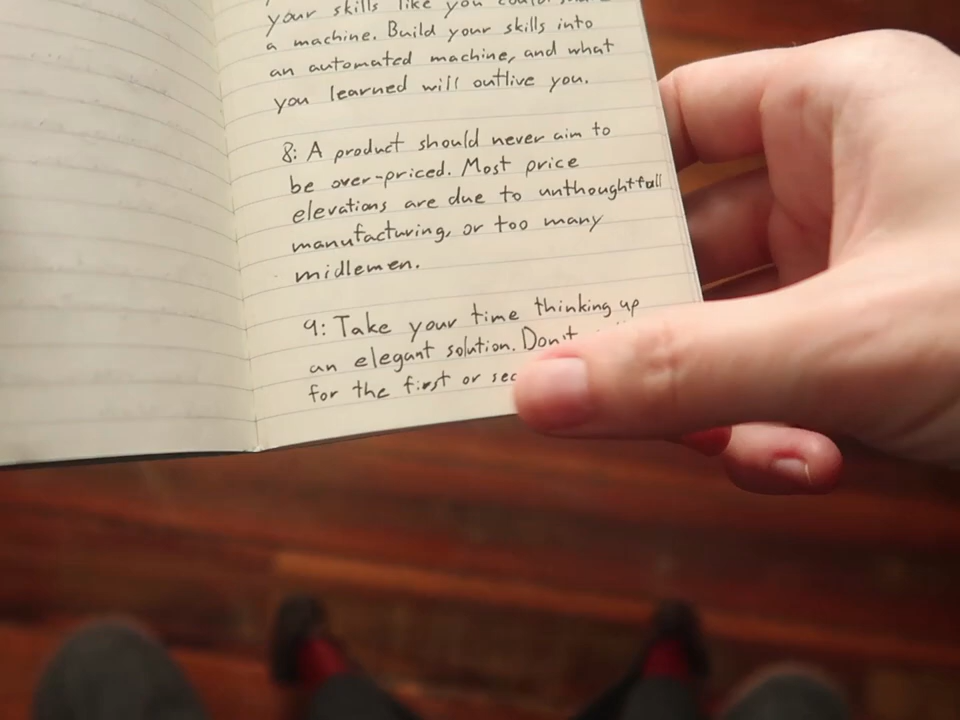 your skills like you
a machine. Build your skills into
an automated machine, and what
you learned will outlive you.
8: A product should never aim to
be over-priced. Most price
elevations are due to unthoughtfull
manufacturing, or too many
midlemen.
9: Take your time thinking up
an elegant solution. Don't
for the first or